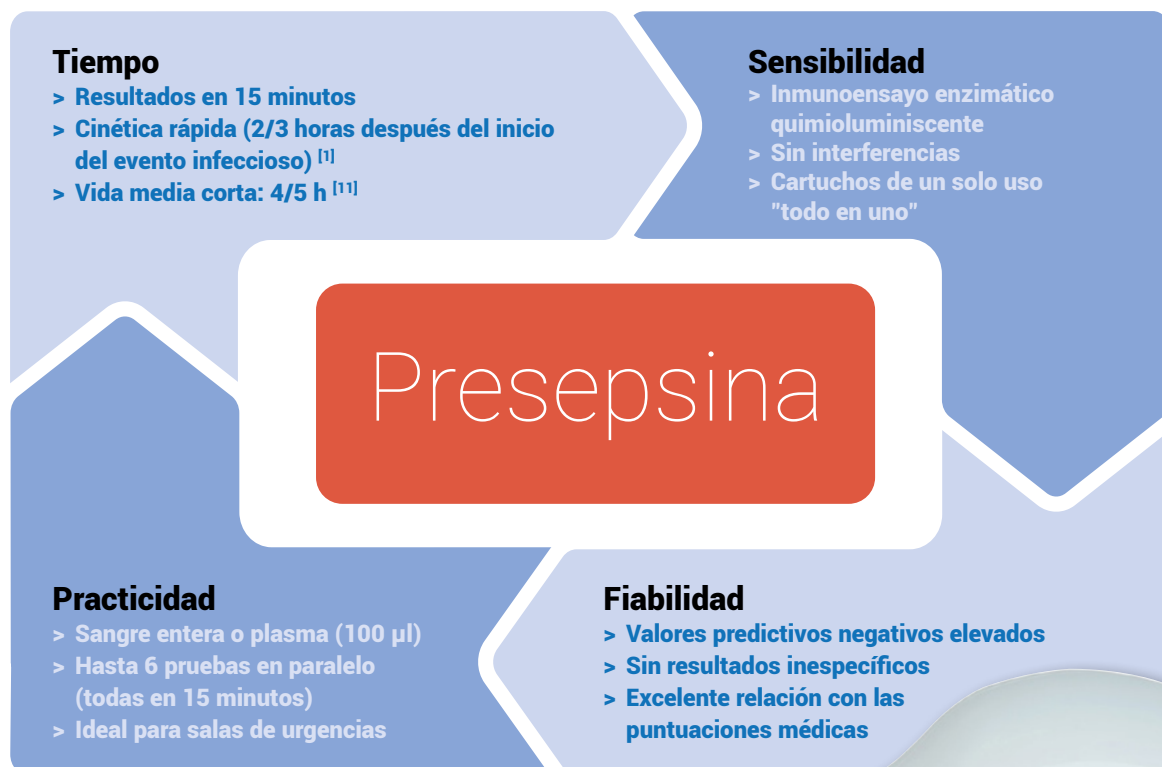 Tiempo
> Resultados en 15 minutos
> Cinética rápida (2/3 horas después del inicio
del evento infeccioso) [1]
> Vida media corta: 4/5 h [11]
Sensibilidad
> Inmunoensayo enzimático
quimioluminiscente
> Sin interferencias
> Cartuchos de un solo uso
"todo en uno"
Presepsina
Practicidad
> Sangre entera o plasma (100 µl)
> Hasta 6 pruebas en paralelo
(todas en 15 minutos)
> Ideal para salas de urgencias
Fiabilidad
> Valores predictivos negativos elevados
> Sin resultados inespecíficos
> Excelente relación con las
puntuaciones médicas